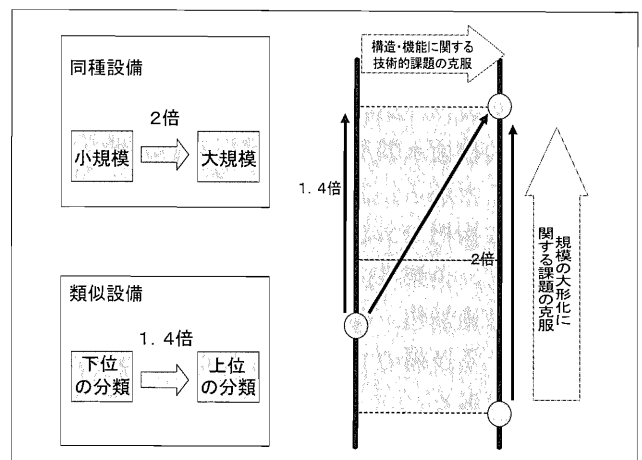 同種設備
2倍
小規模
大規模
類似設備
1.4倍
下位
の分類
上位
の分類
構造・機能に関する
技術的課題の克服
1.4倍
2倍
規模の大形化に
関する課題の克服